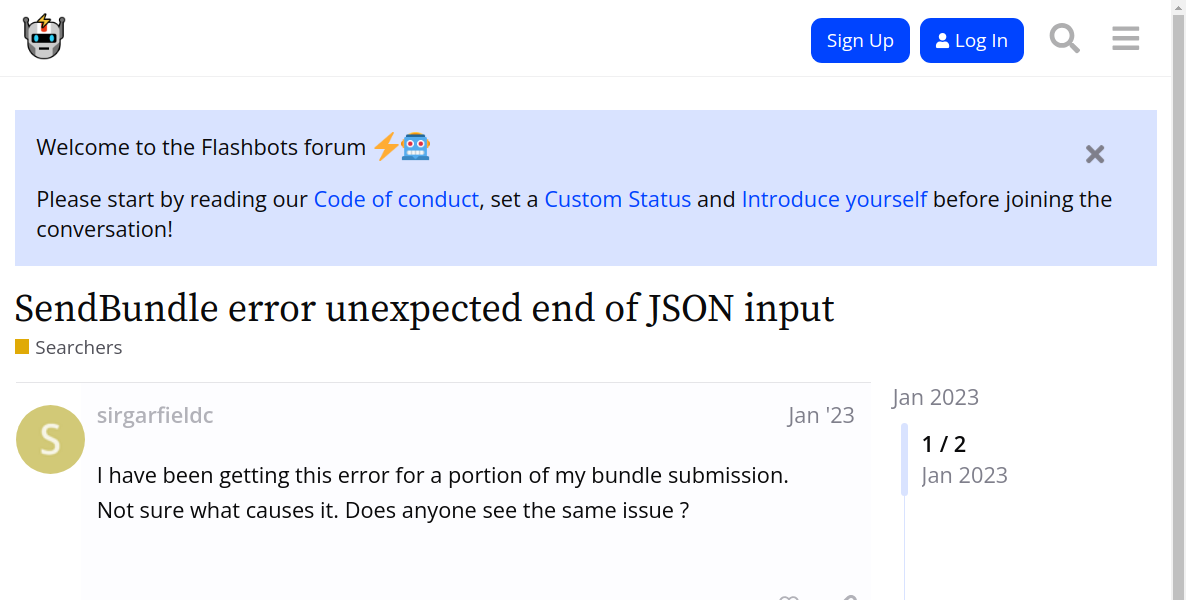 Sign Up
Log In
Welcome to the Flashbots forum ⚡🤖
Please start by reading our Code of conduct, set a Custom Status and Introduce yourself before joining the
conversation!
SendBundle error unexpected end of JSON input
Searchers
S
sirgarfieldc
Jan '23
I have been getting this error for a portion of my bundle submission.
Not sure what causes it. Does anyone see the same issue ?
Jan 2023
1 / 2
Jan 2023